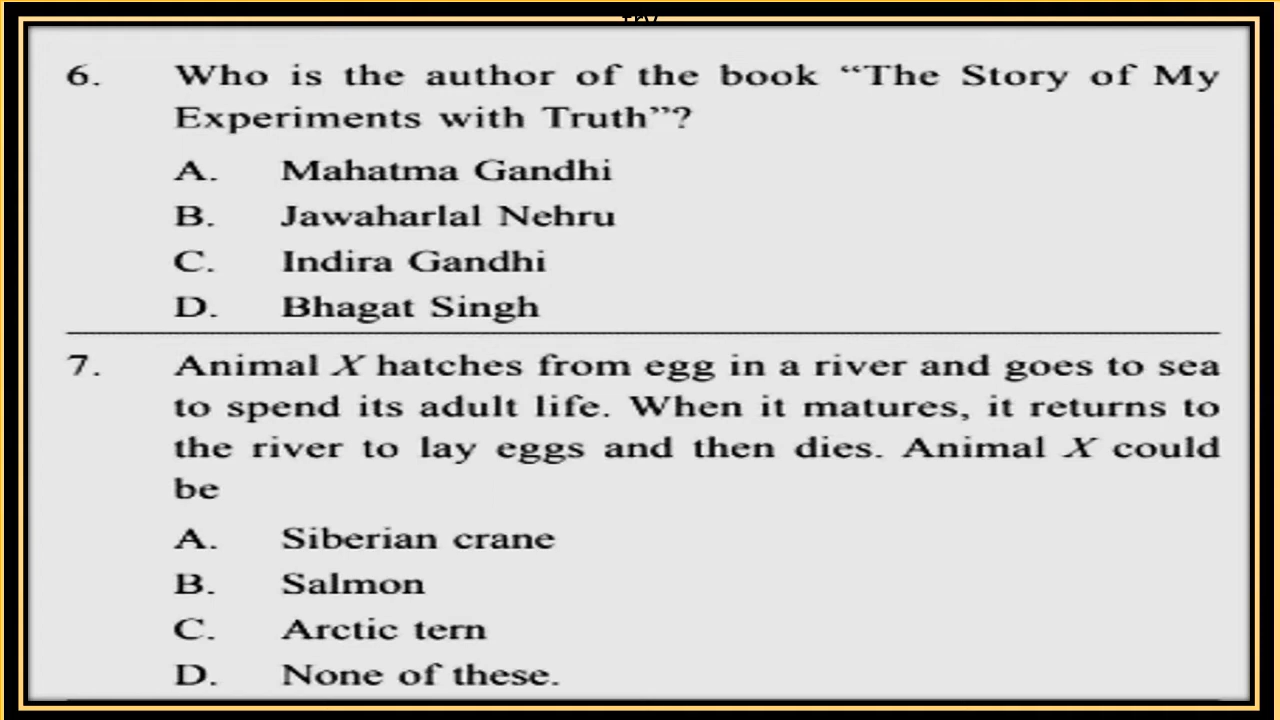 6. Who is the author of the book “The Story of My
Experiments with Truth”?
A. Mahatma Gandhi
B. Jawaharlal Nehru
C. Indira Gandhi
D. Bhagat Singh
7. Animal X hatches from egg in a river and goes to sea
to spend its adult life. When it matures, it returns to
the river to lay eggs and then dies. Animal X could
be
A. Siberian crane
B. Salmon
C. Arctic tern
D. None of these.